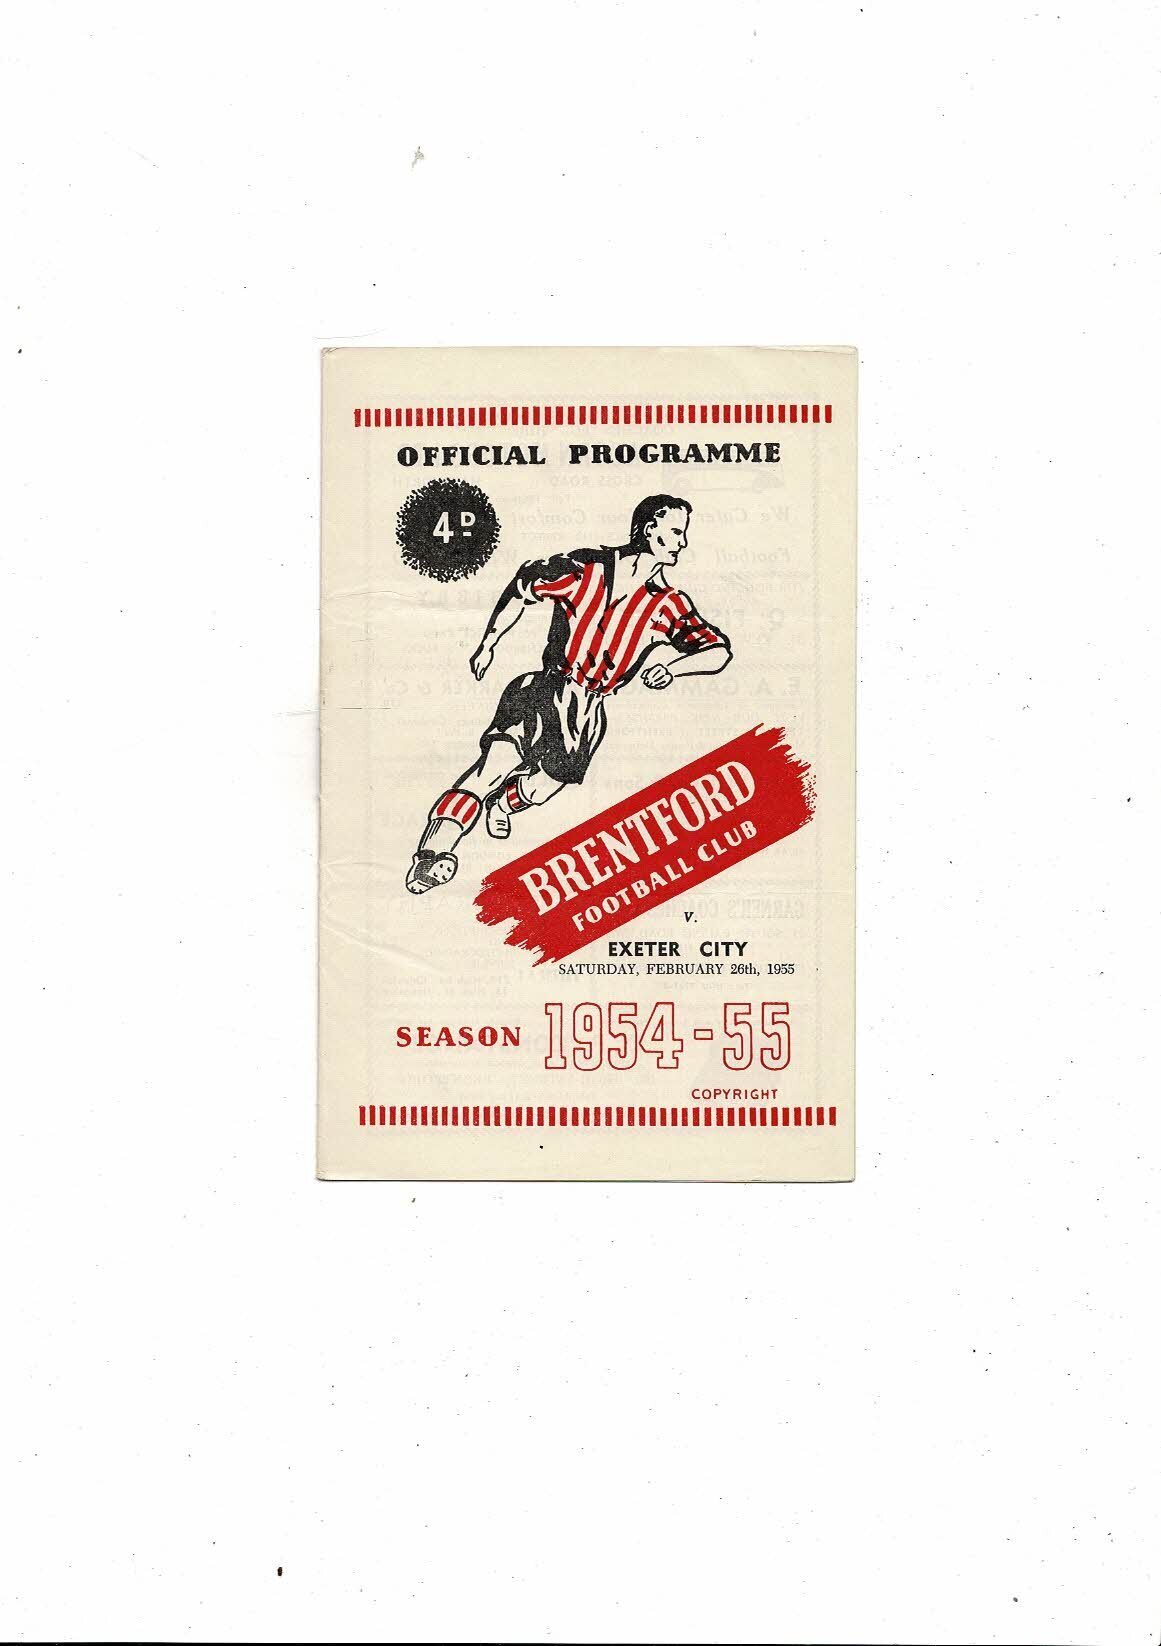 OFFICIAL PROGRAMME
4D
BRENTFORD
FOOTBALL CLUB
v.
EXETER CITY
SATURDAY, FEBRUARY 26th, 1955
SEASON 1954-55
COPYRIGHT